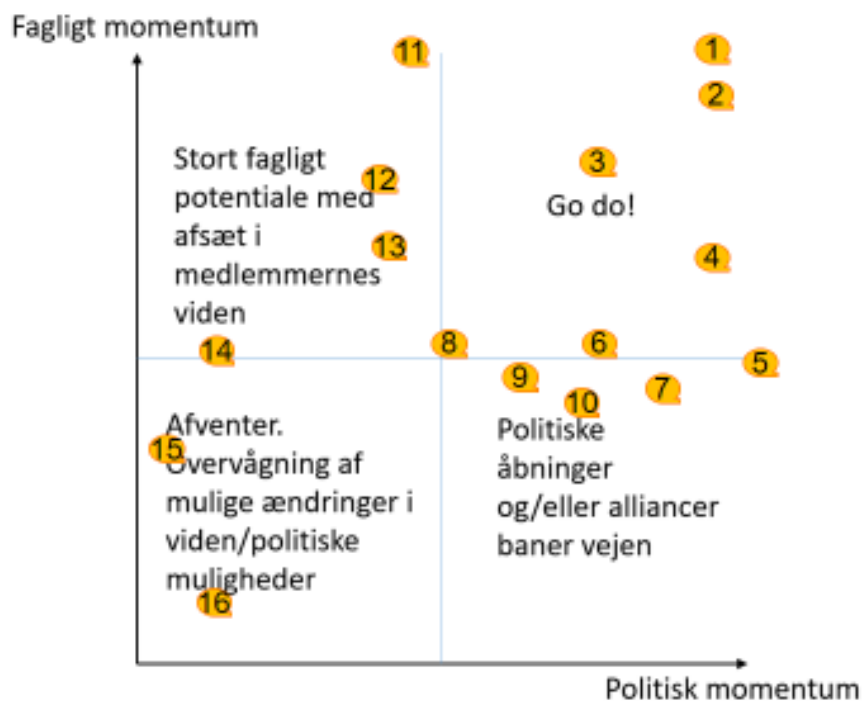 Fagligt momentum
11
1
2
Stort fagligt
potentiale med
afsæt i
medlemmernes
viden
12
13
3
Go do!
4
14
8
6
5
9
7
10
Afventer.
Overvågning af
mulige ændringer i
viden/politiske
muligheder
15
16
Politiske
åbninger
og/eller alliancer
baner vejen
Politisk momentum